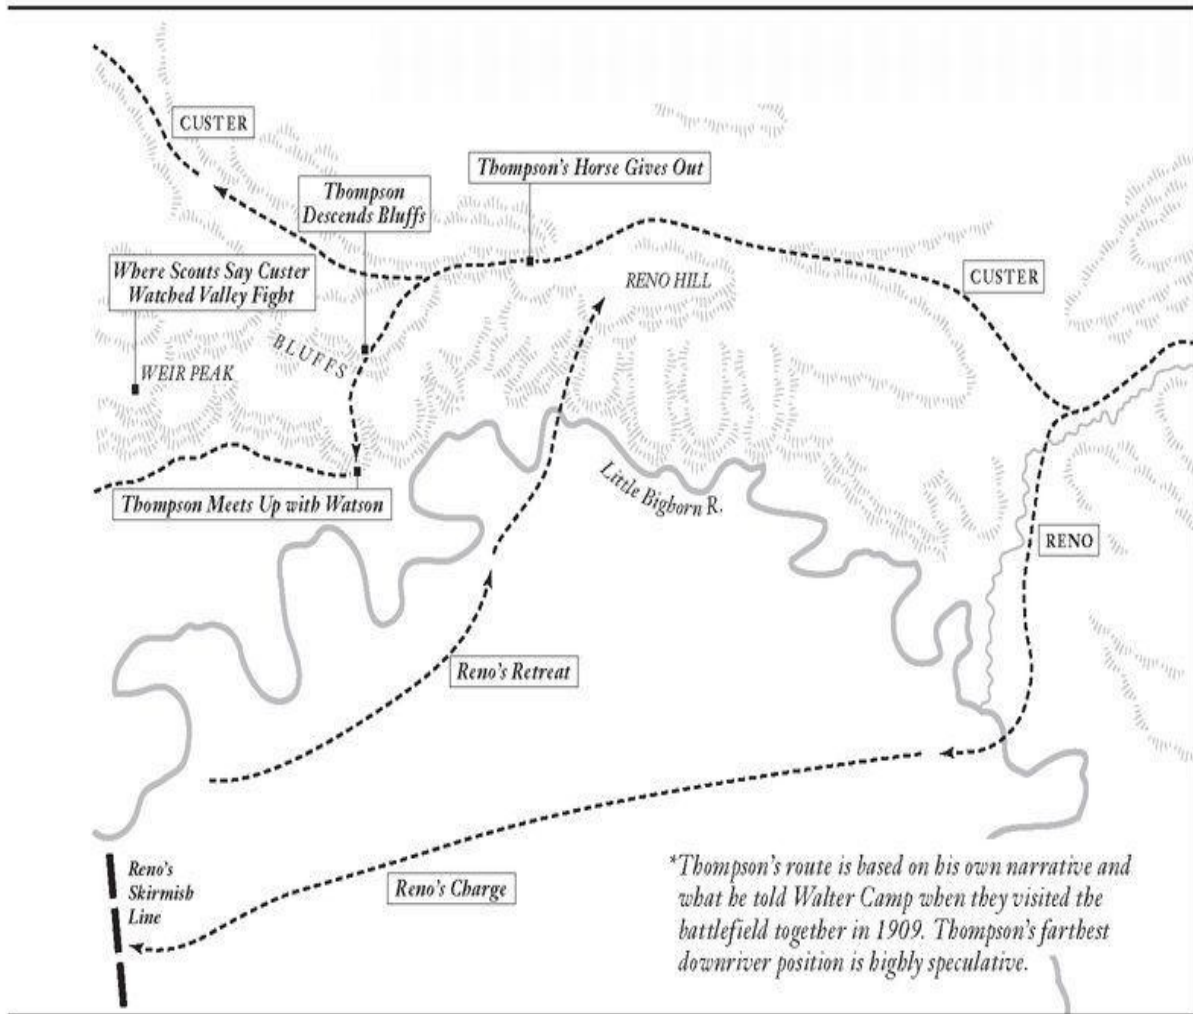 CUSTER
Thompson's Horse Gives Out
Thompson
Descends Bluffs
Where Scouts Say Custer
Watched Valley Fight
RENO HILL
CUSTER
BLUFFS
WEIR PEAK
Little Bighorn R.
Thompson Meets Up with Watson
RENO
Reno's Retreat
Reno's
Skirmish
Line
Reno's Charge
*Thompson's route is based on his own narrative and
what he told Walter Camp when they visited the
battlefield together in 1909. Thompson's farthest
downriver position is highly speculative.